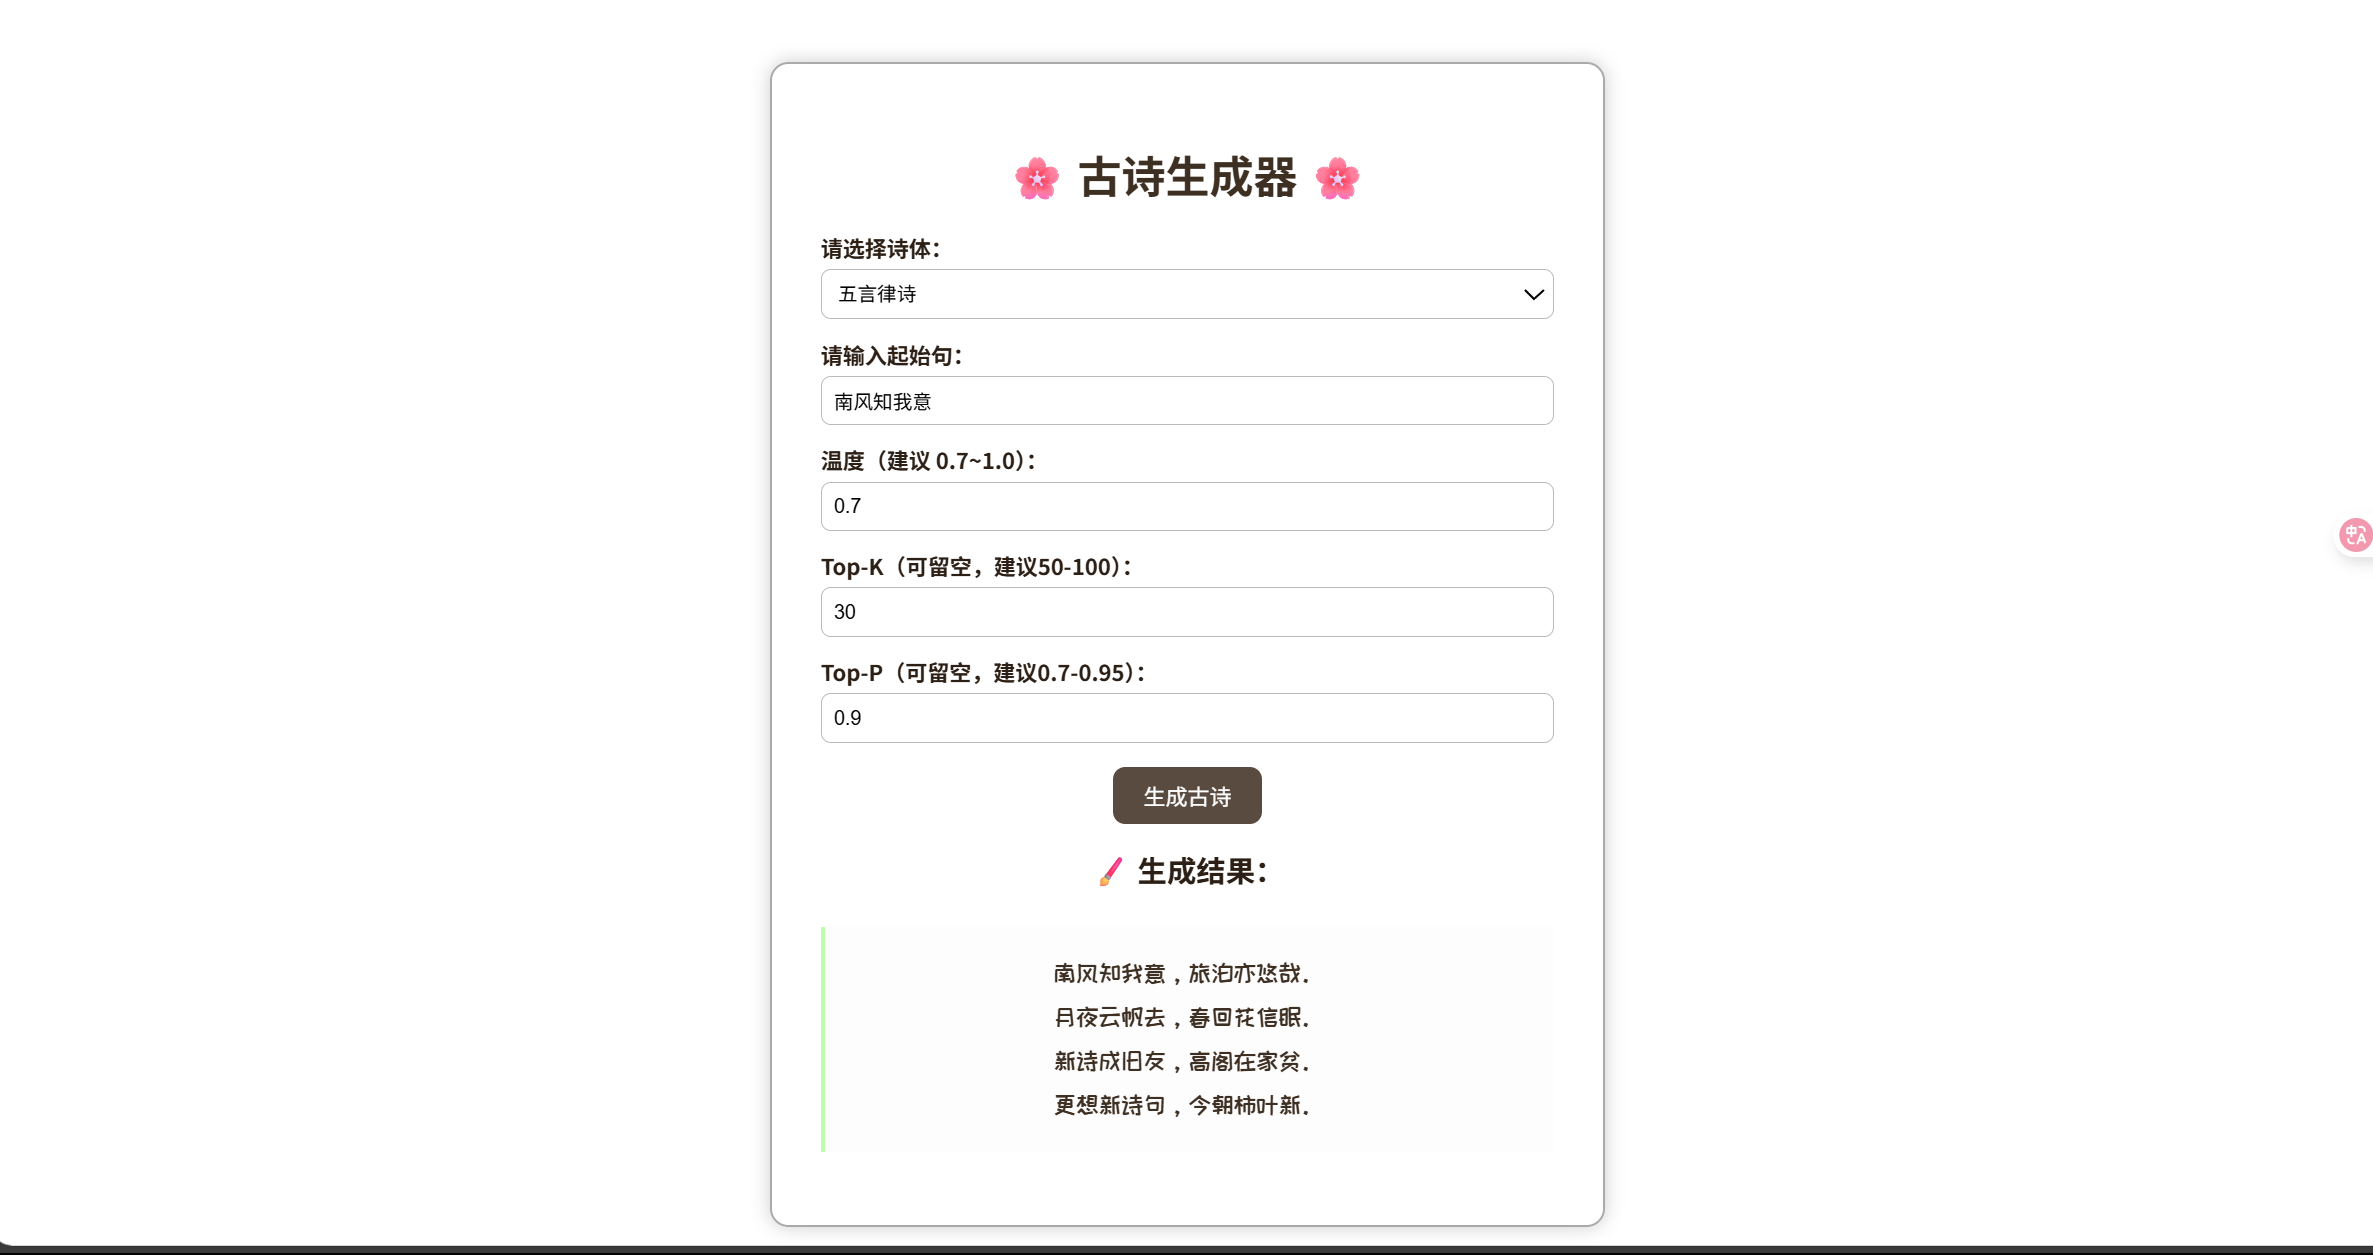 🌸 古诗生成器 🌸
请选择诗体：
五言律诗
请输入起始句：
南风知我意
温度（建议 0.7~1.0）：
0.7
Top-K（可留空，建议50-100）：
30
Top-P（可留空，建议0.7-0.95）：
0.9
生成古诗
🖌️ 生成结果：
南风知我意，旅泊亦悠哉。
月夜云帆去，春回花信眠。
新诗成旧友，高阁在家贫。
更想新诗句，今朝柿叶新。